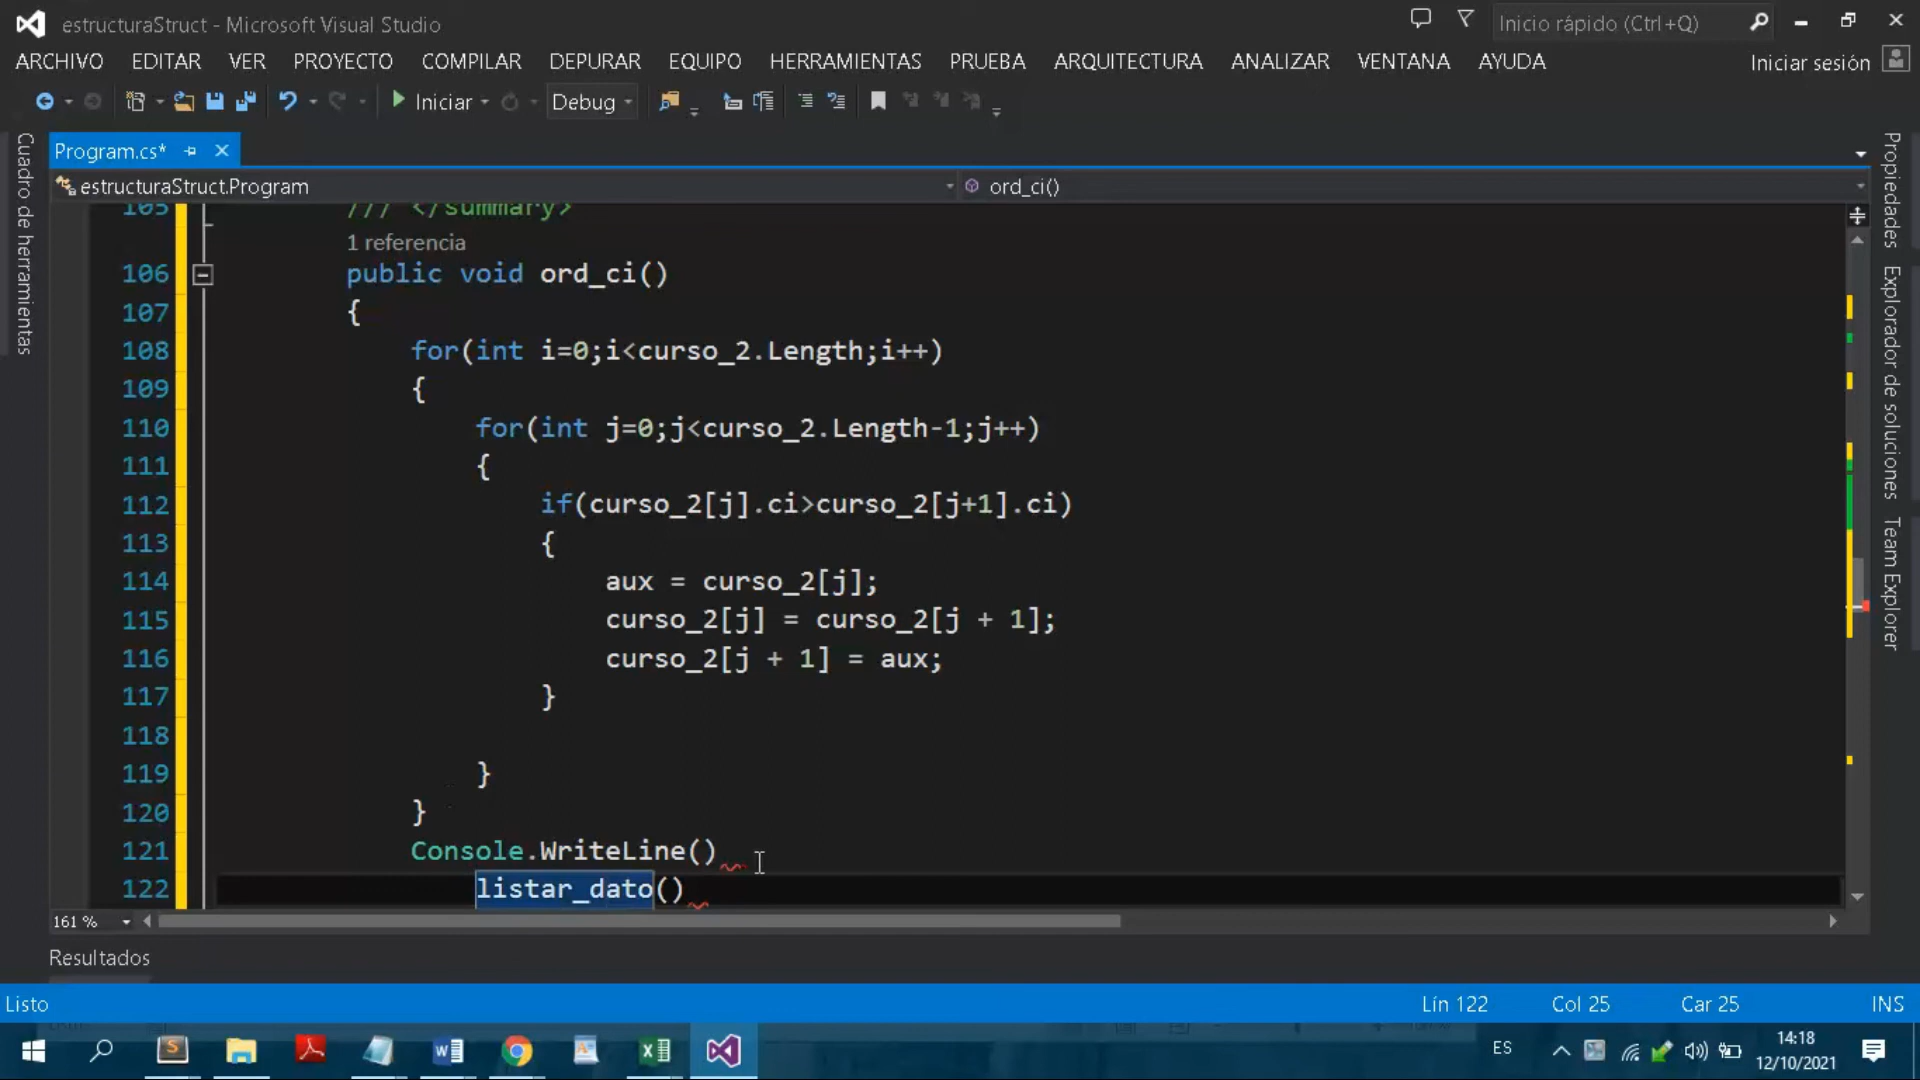 estructuraStruct - Microsoft Visual Studio
Inicio rápido (Ctrl+Q)
ARCHIVO EDITAR VER PROYECTO COMPILAR DEPURAR EQUIPO HERRAMIENTAS PRUEBA ARQUITECTURA ANALIZAR VENTANA AYUDA
Iniciar sesión
Iniciar
Debug
Cuadro de herramientas
Program.cs*
estructuraStruct.Program
ord_ci()
105 /// </summary>
1 referencia
106 public void ord_ci()
107 {
108 for(int i=0;i<curso_2.Length;i++)
109 {
110 for(int j=0;j<curso_2.Length-1;j++)
111 {
112 if(curso_2[j].ci>curso_2[j+1].ci)
113 {
114 aux = curso_2[j];
115 curso_2[j] = curso_2[j + 1];
116 curso_2[j + 1] = aux;
117 }
118
119 }
120 }
121 Console.WriteLine()
122 listar_dato()
161 %
Propiedades
Explorador de soluciones
Team Explorer
Resultados
Listo
Lín 122
Col 25
Car 25
INS
ES
14:18
12/10/2021